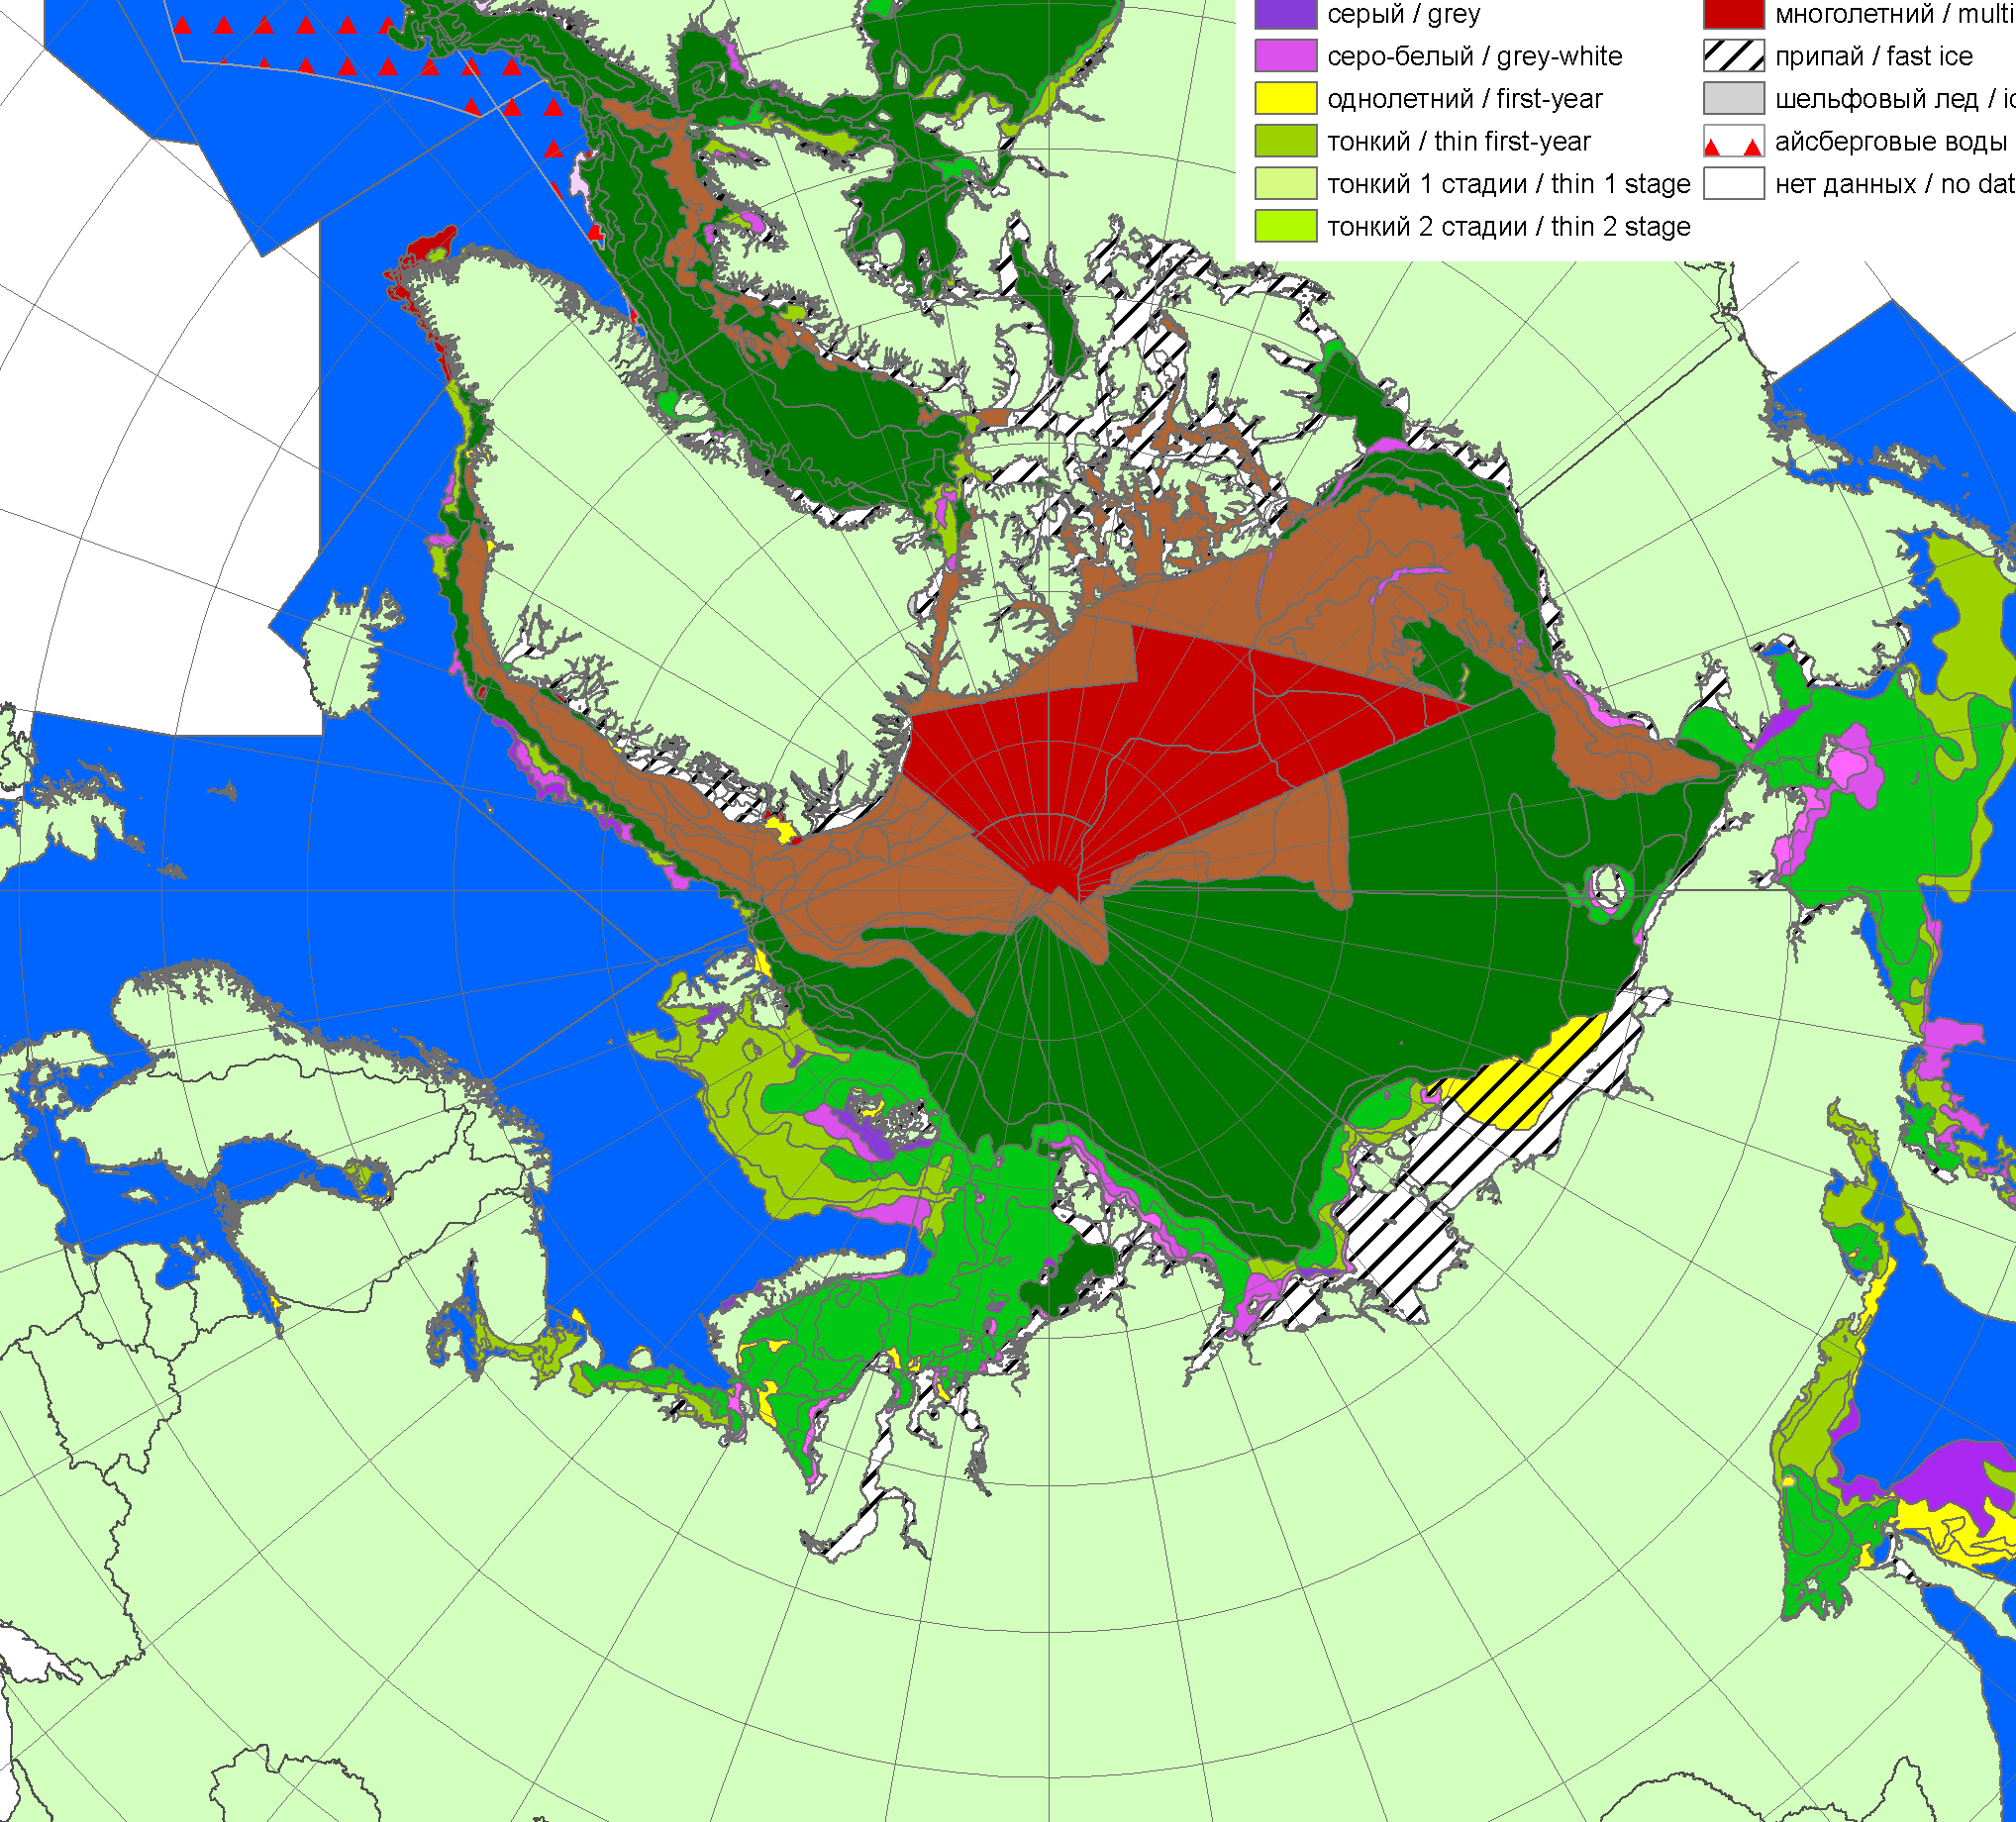 серый / grey
серо-белый / grey-white
однолетний / first-year
тонкий / thin first-year
тонкий 1 стадии / thin 1 stage
тонкий 2 стадии / thin 2 stage
многолетний / multi
припай / fast ice
шельфовый лед /
айсберговые воды
нет данных / no dat